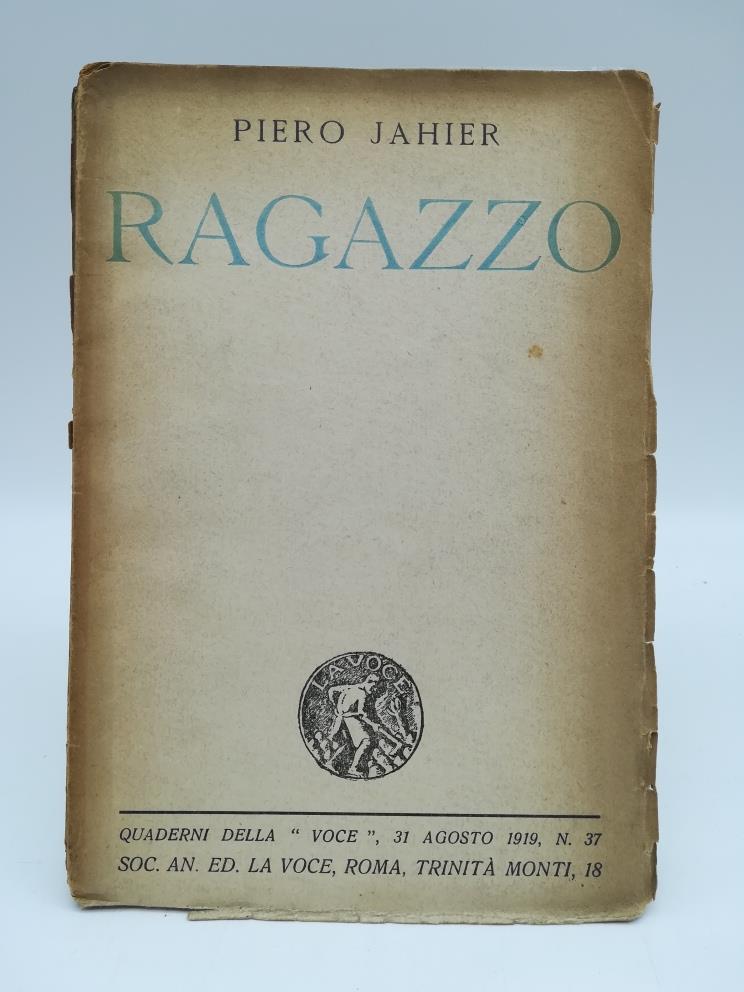 PIERO JAHIER
RAGAZZO
LA VOCE
QUADERNI DELLA “ VOCE ”, 31 AGOSTO 1919, N. 37
SOC. AN. ED. LA VOCE, ROMA, TRINITÀ MONTI, 18